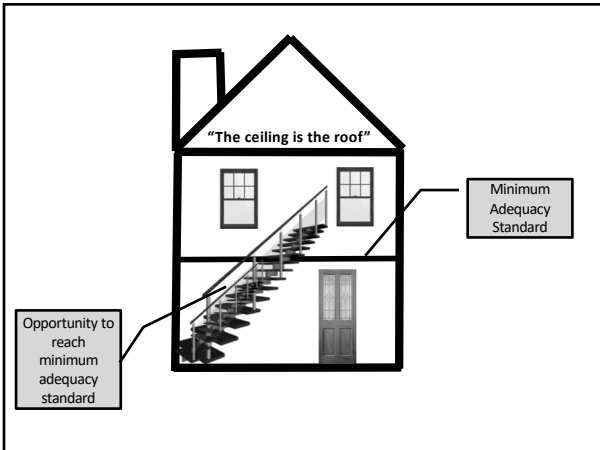 “The ceiling is the roof”
Minimum
Adequacy
Standard
Opportunity to
reach
minimum
adequacy
standard